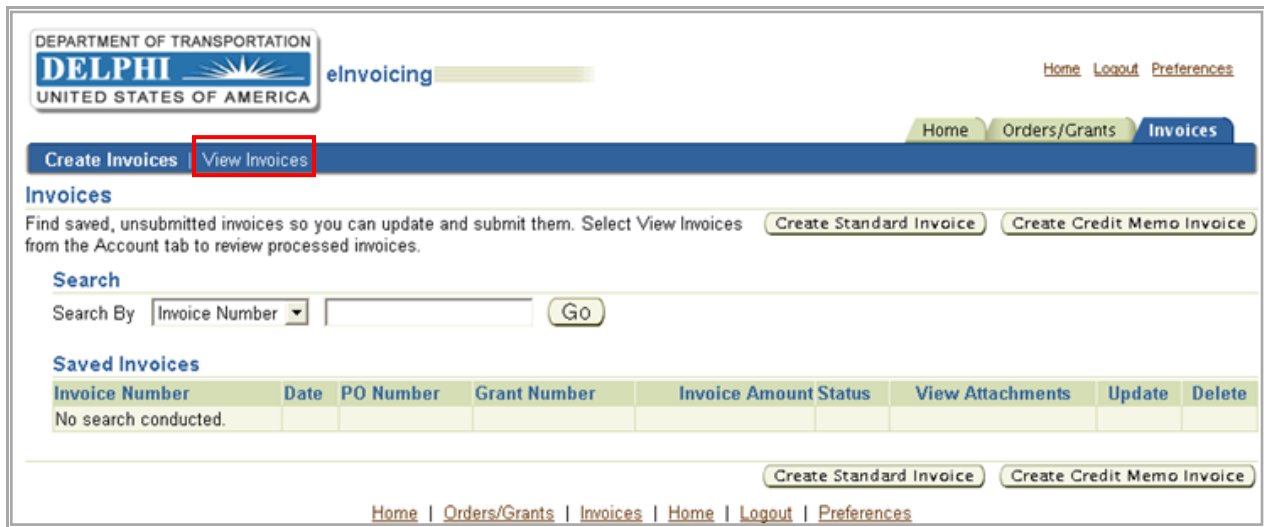 DEPARTMENT OF TRANSPORTATION
DELPHI
UNITED STATES OF AMERICA
eInvoicing
Home Logout Preferences
Home Orders/Grants Invoices
Create Invoices | View Invoices
Invoices
Find saved, unsubmitted invoices so you can update and submit them. Select View Invoices
from the Account tab to review processed invoices.
Create Standard Invoice Create Credit Memo Invoice
Search
Search By Invoice Number Go
Saved Invoices
Invoice Number Date PO Number Grant Number Invoice Amount Status View Attachments Update Delete
No search conducted.
Create Standard Invoice Create Credit Memo Invoice
Home | Orders/Grants | Invoices | Home | Logout | Preferences